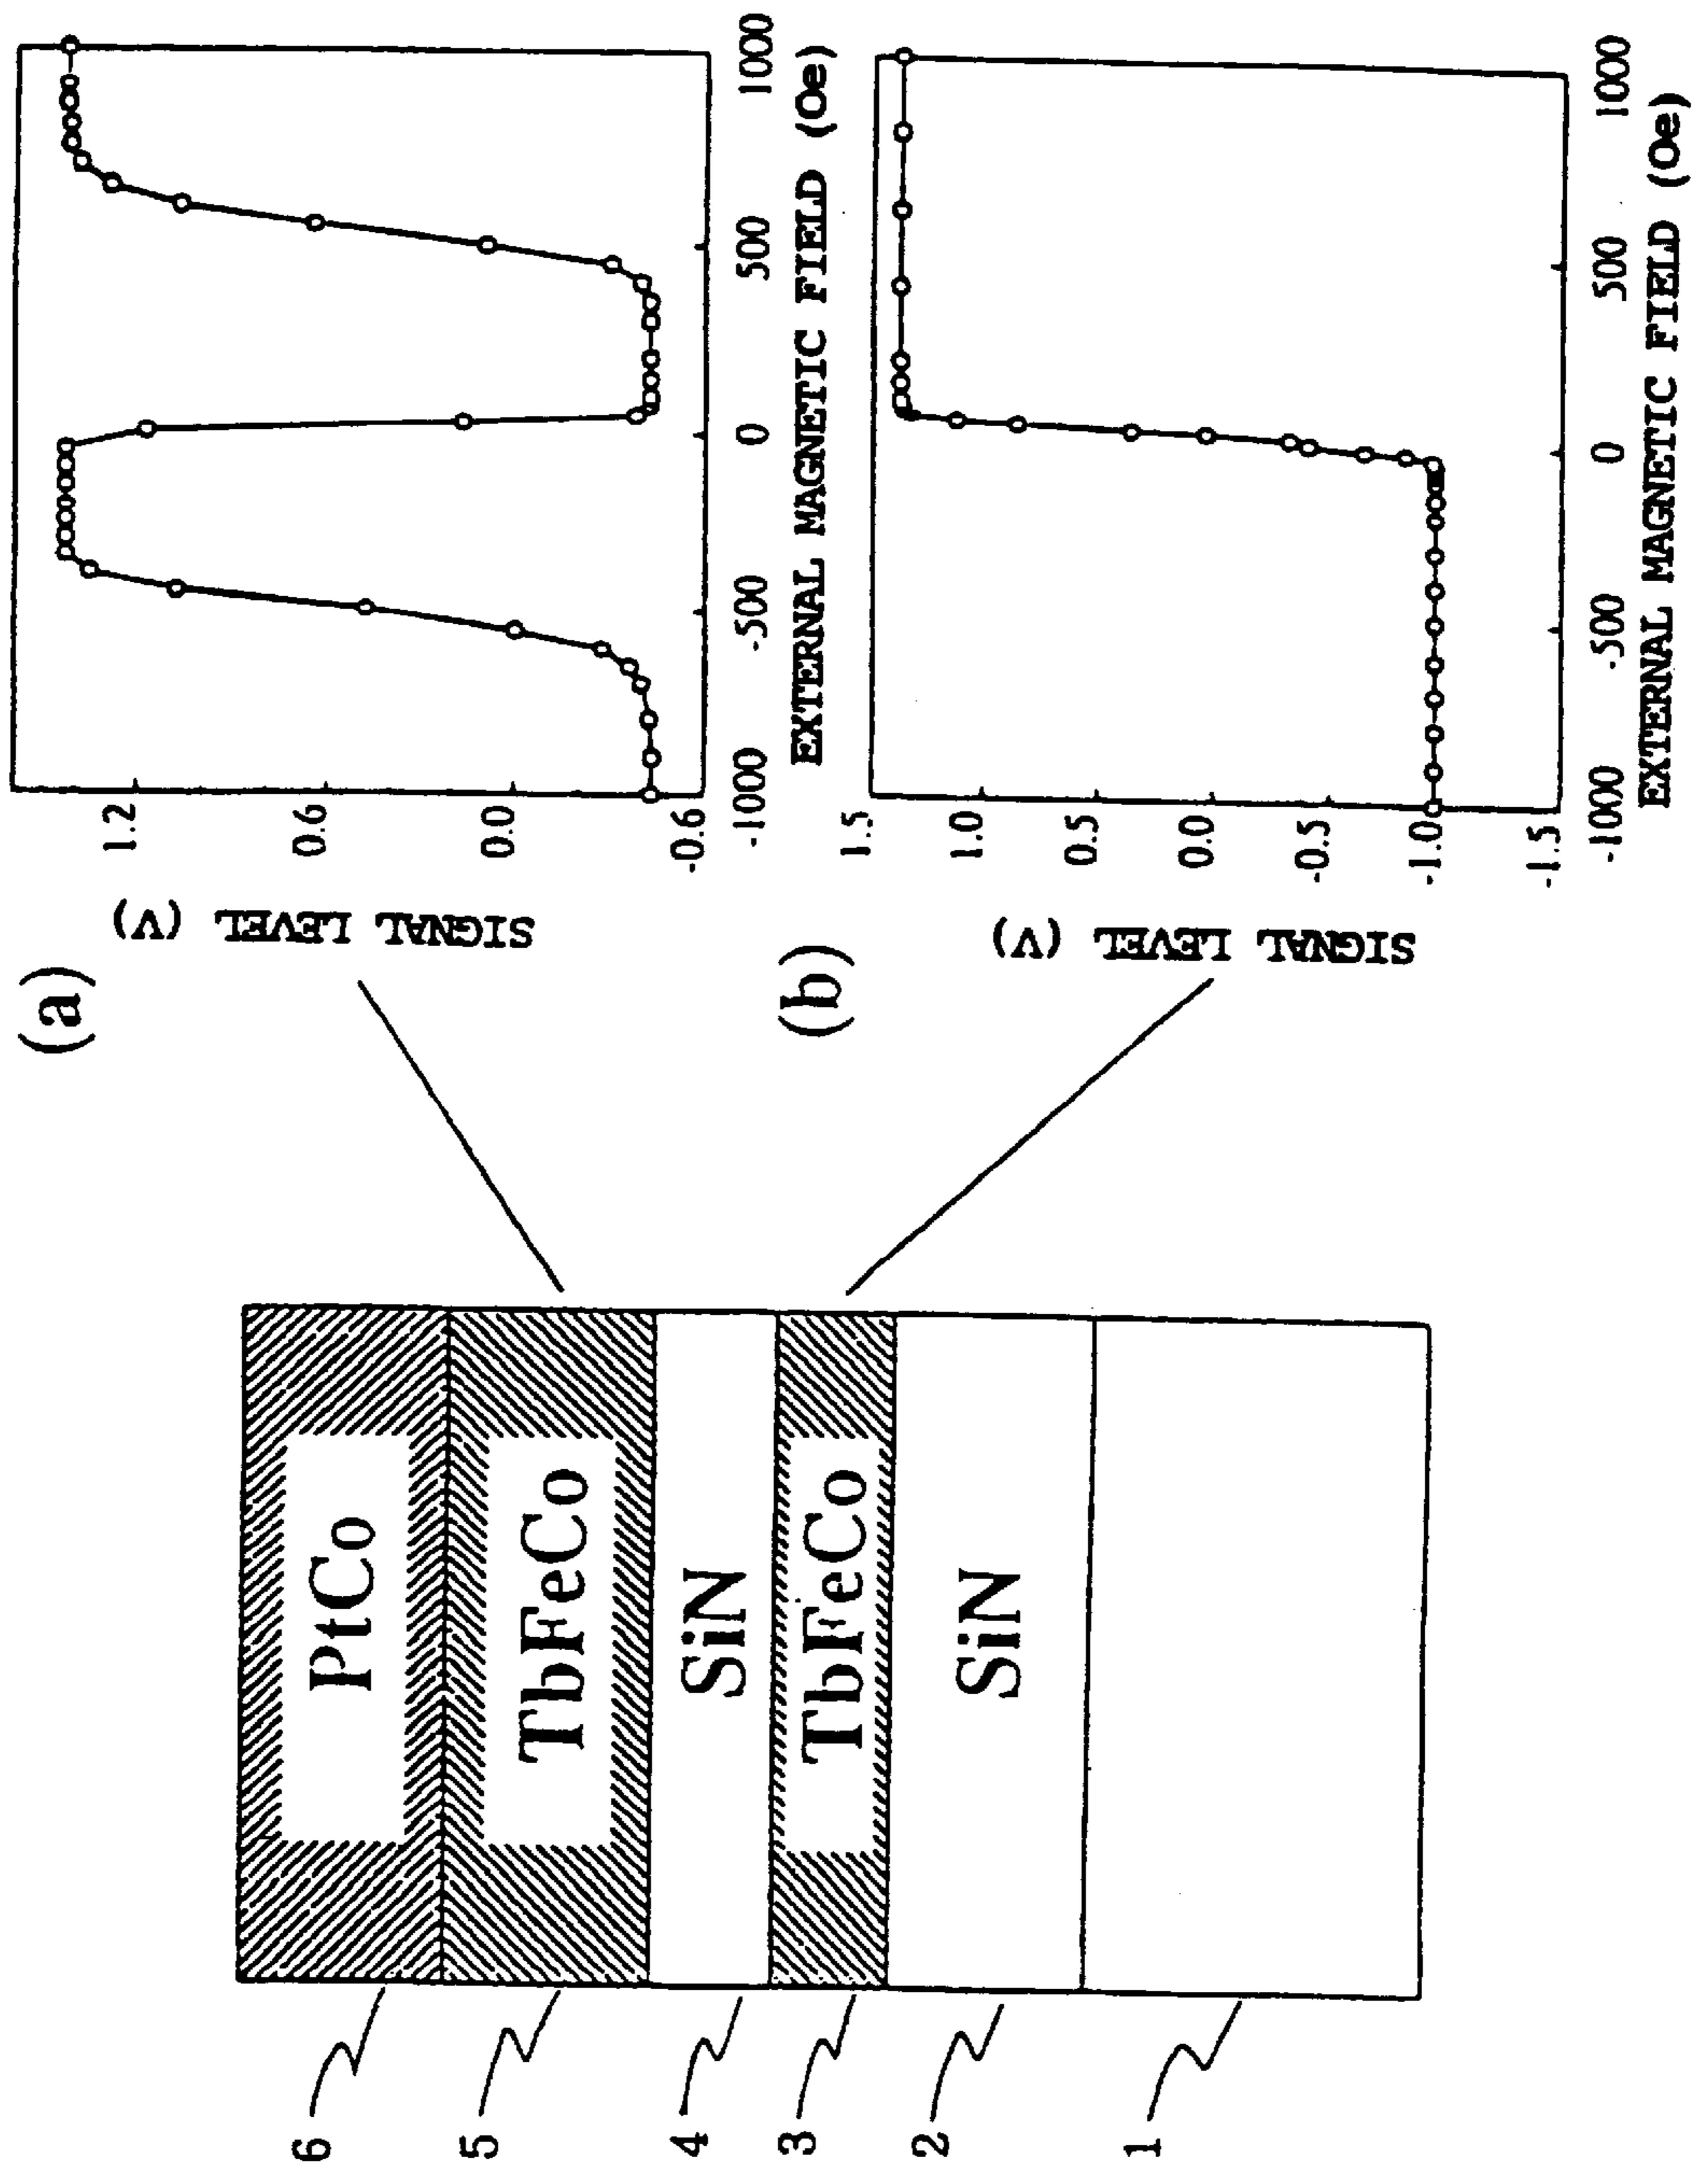 6
PtCo
5
TbFeCo
4
SiN
3
TbFeCo
2
SiN
1
(a)
SIGNAL LEVEL (V)
1.2
0.6
0.0
-0.6
-1000
-500
0
500
1000
EXTERNAL MAGNETIC FIELD (Oe)
(b)
SIGNAL LEVEL (V)
1.5
1.0
0.5
0.0
-0.5
-1.0
-1.5
-1000
-500
0
500
1000
EXTERNAL MAGNETIC FIELD (Oe)